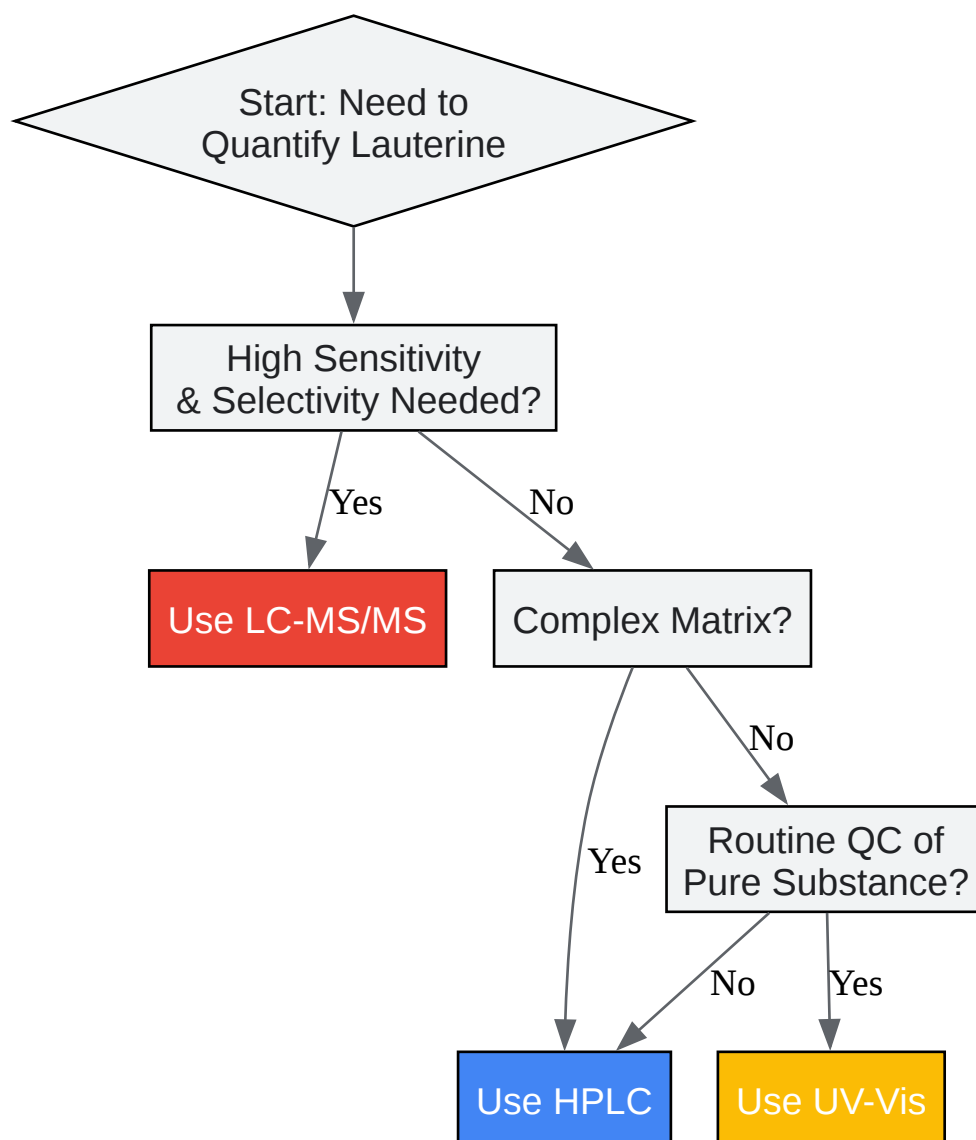 Start: Need to
Quantify Lauterine
High Sensitivity
& Selectivity Needed?
Yes
No
Use LC-MS/MS
Complex Matrix?
No
Yes
Routine QC of
Pure Substance?
No
Yes
Use HPLC
Use UV-Vis